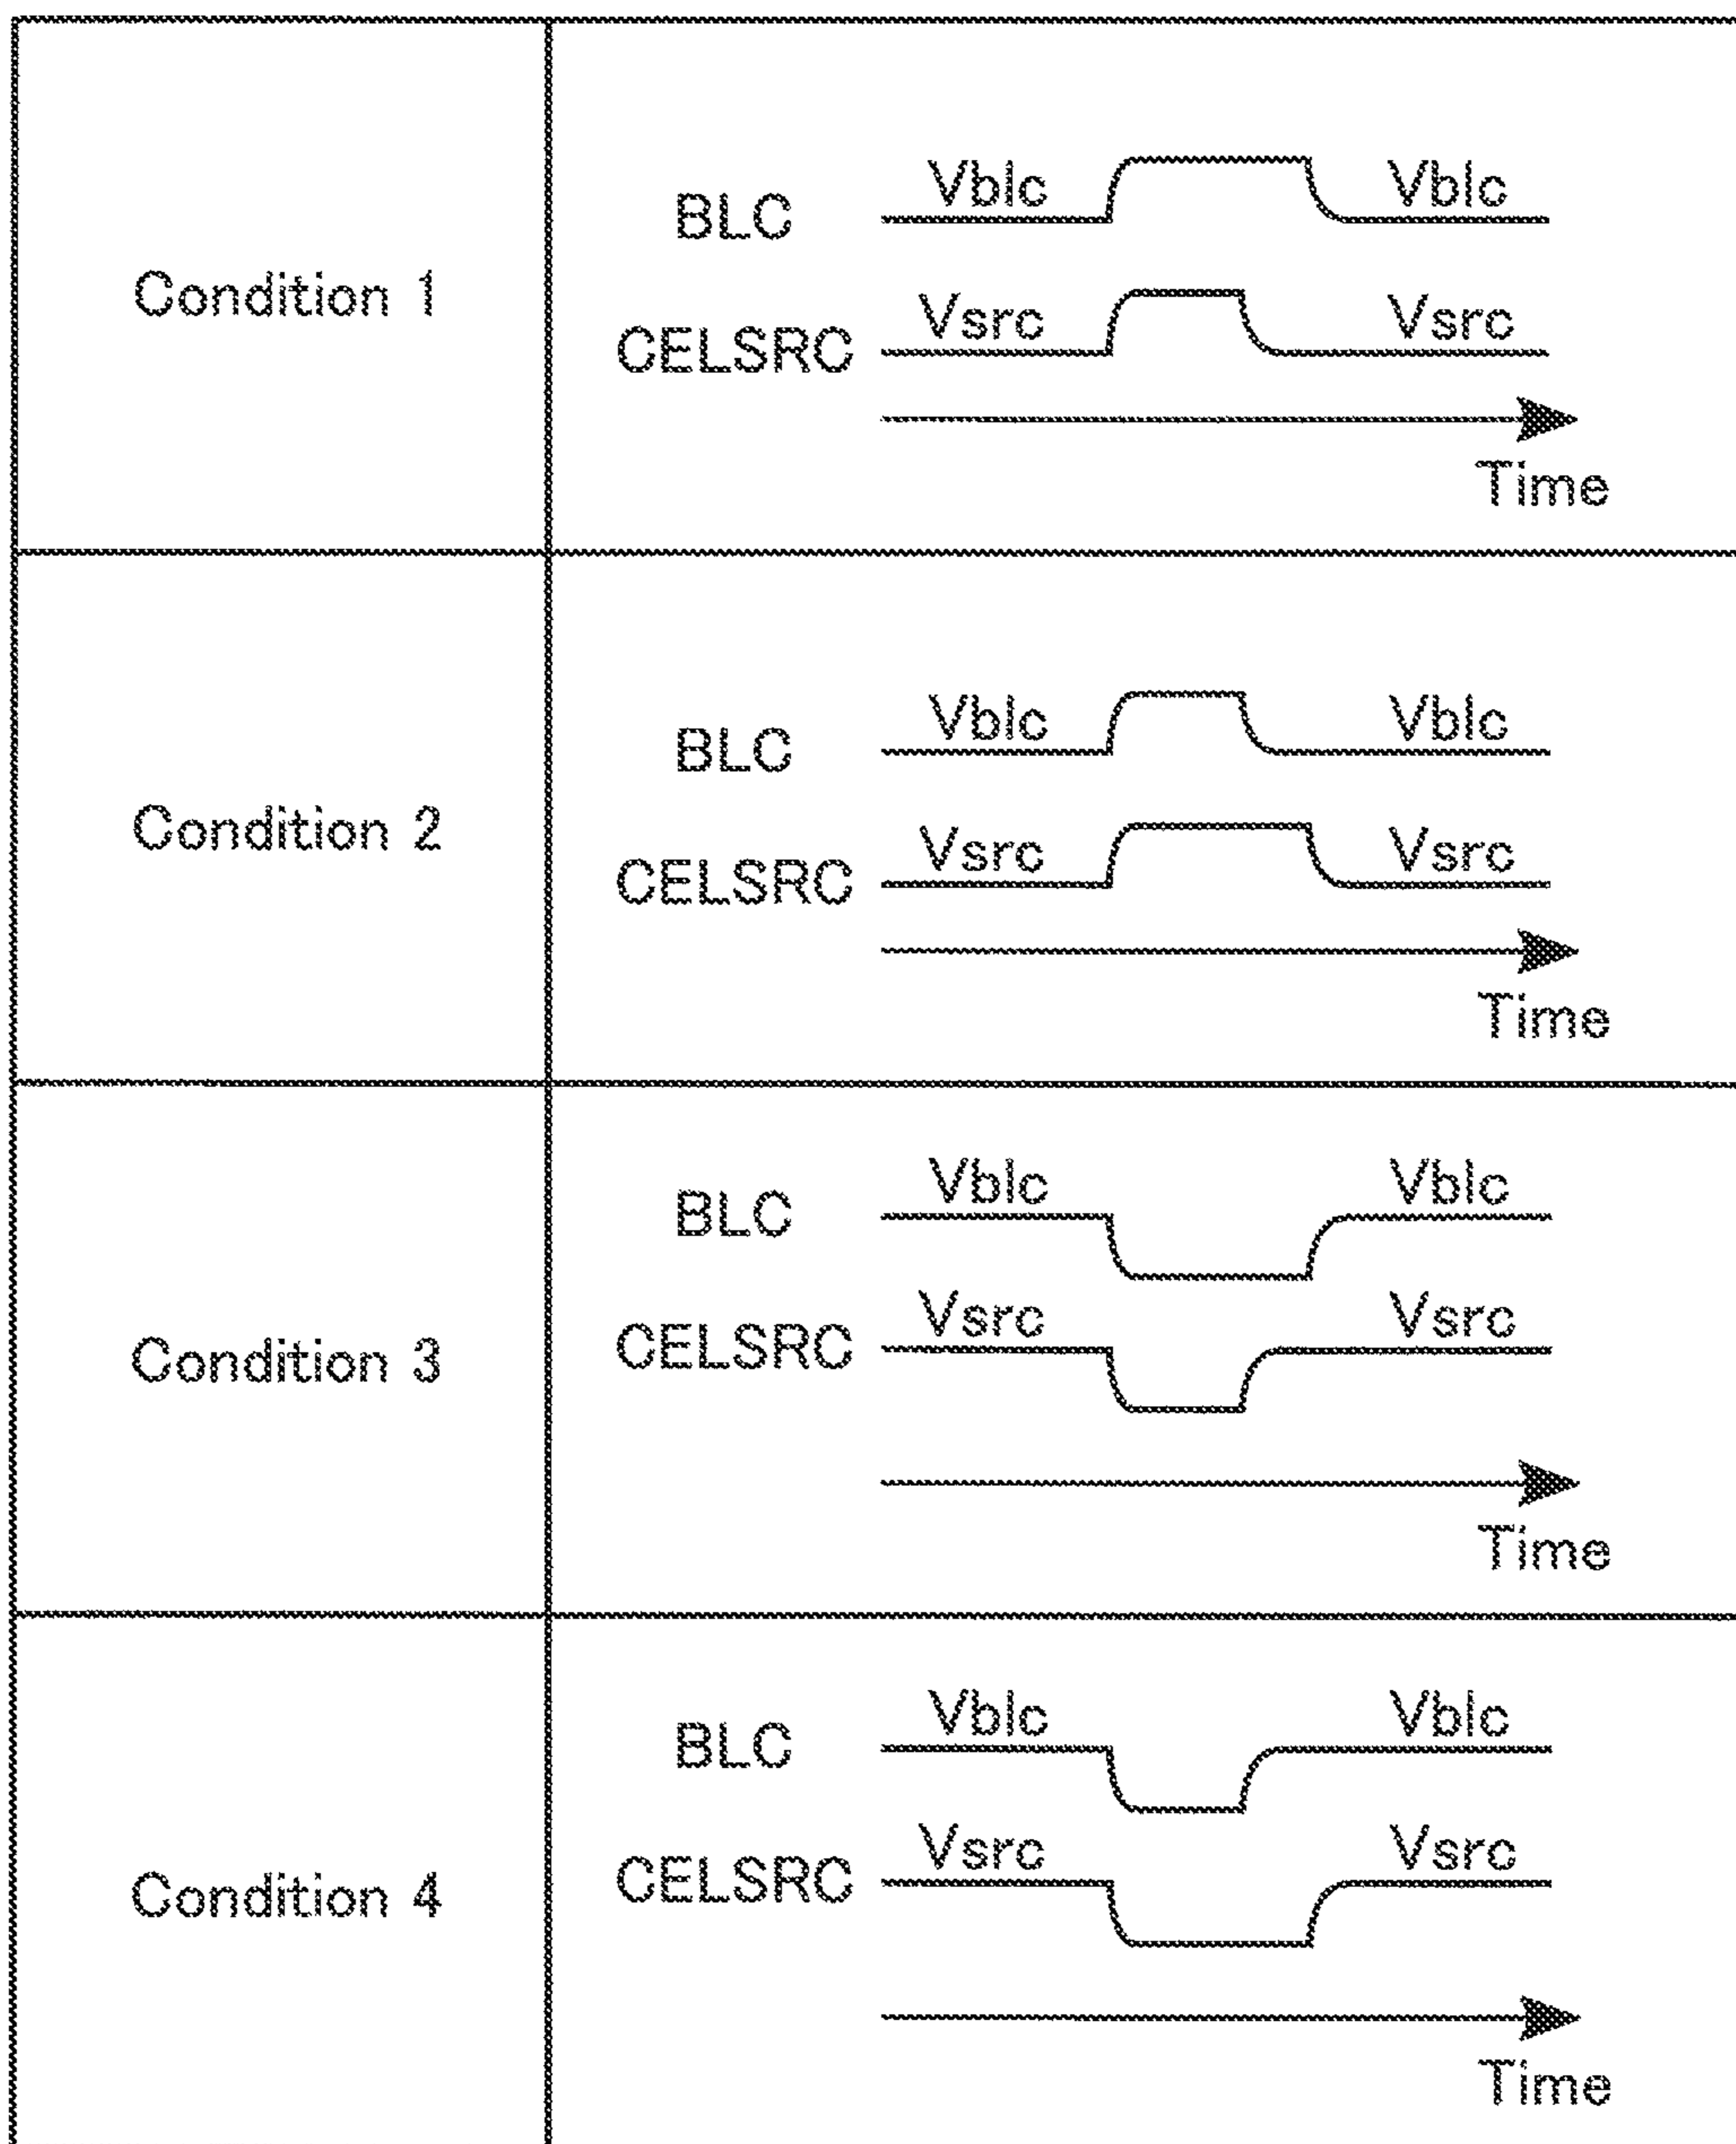 Condition 1
BLC Vblc Vblc
CELSRC Vsrc Vsrc
Time
Condition 2
BLC Vblc Vblc
CELSRC Vsrc Vsrc
Time
Condition 3
BLC Vblc Vblc
CELSRC Vsrc Vsrc
Time
Condition 4
BLC Vblc Vblc
CELSRC Vsrc Vsrc
Time